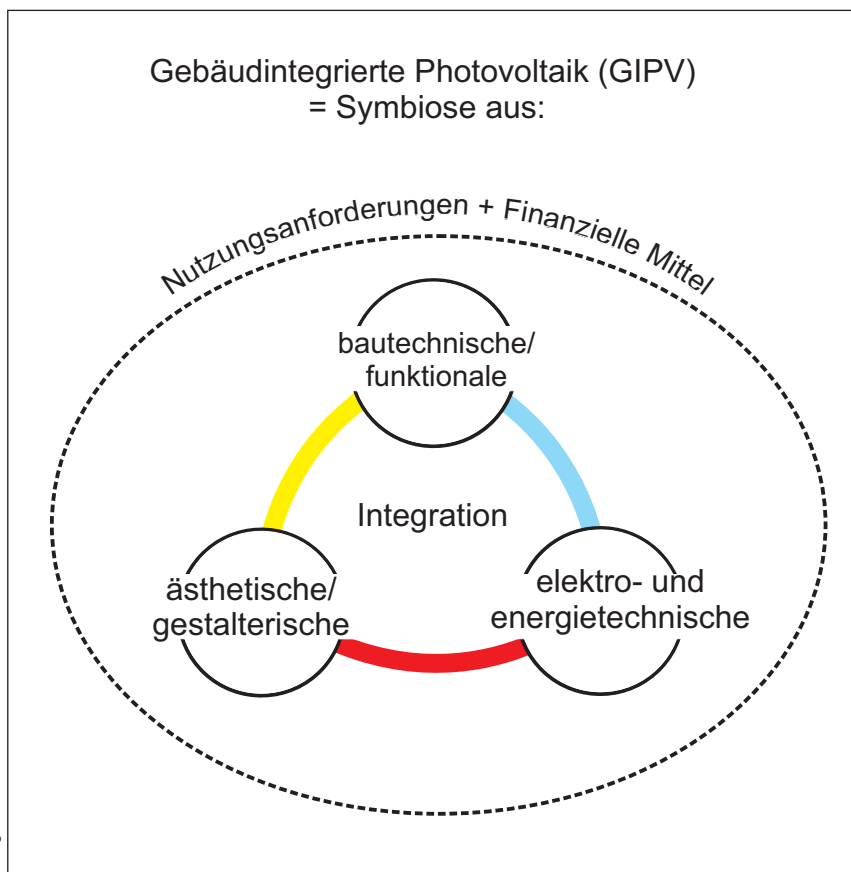 Gebäudintegrierte Photovoltaik (GIPV)
= Symbiose aus:
Nutzungsanforderungen + Finanzielle Mittel
bautechnische/
funktionale
Integration
ästhetische/
gestalterische
elektro- und
energietechnische